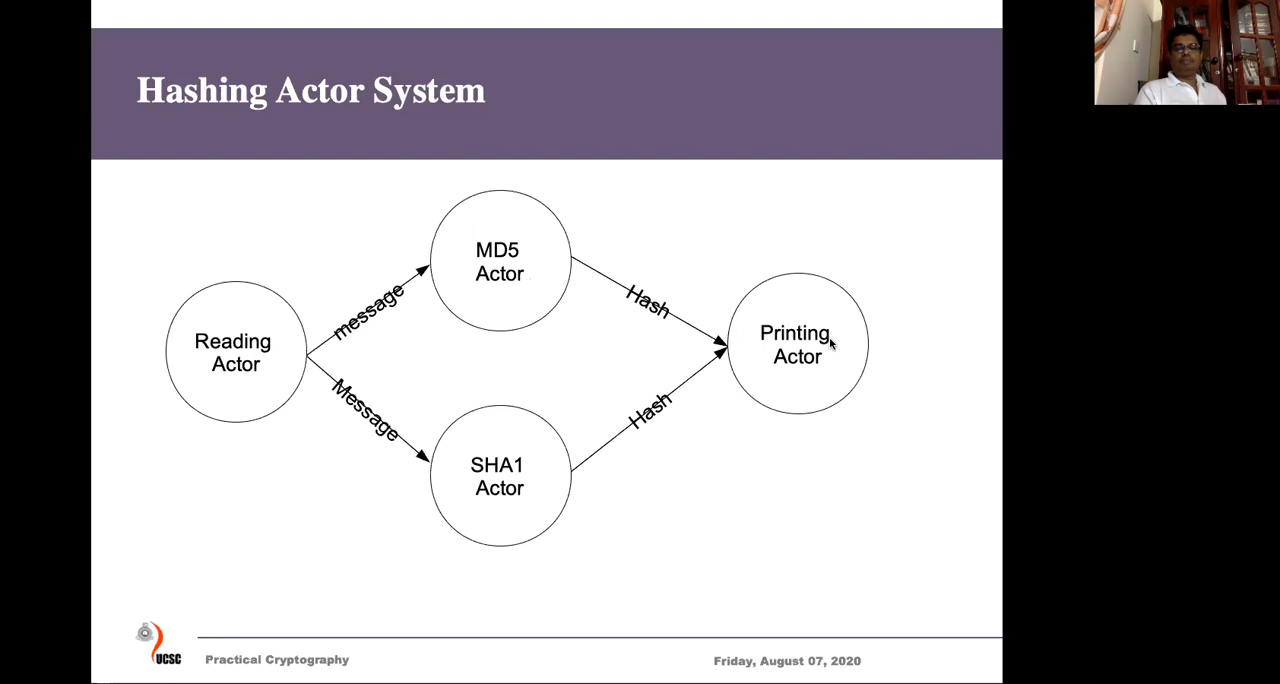 Hashing Actor System
MD5
Actor
message
Hash
Reading
Actor
Printing
Actor
Message
Hash
SHA1
Actor
UCSC
Practical Cryptography
Friday, August 07, 2020